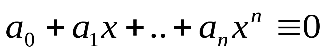 a₀ + a₁x + .. + aₙxⁿ ≡0